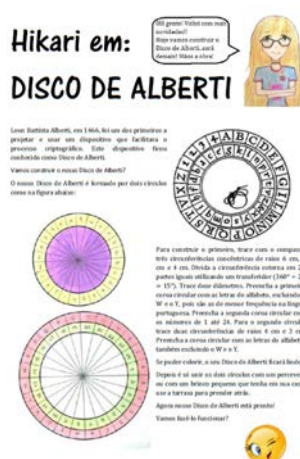 Hikari em:
DISCO DE ALBERTI
Olá gente! Voltei com mais
novidades!!
Hoje vamos construir o
Disco de Alberti, será
demais! Mãos a obra!
Leon Battista Alberti, em 1466, foi um dos primeiros a
projetar e usar um dispositivo que facilitava o
processo criptográfico. Este dispositivo ficou
conhecido como Disco de Alberti.
Vamos construir o nosso Disco de Alberti?
O nosso Disco de Alberti é formado por dois círculos
como na figura abaixo:
Para construir o primeiro, trace com o compasso
três circunferências concêntricas de raios 6 cm,
cm e 4 cm. Divida a circunferência externa em 2
partes iguais utilizando um transferidor (360° ÷ 2
= 15°). Trace doze diâmetros. Preencha a primeira
coroa circular com as letras do alfabeto, excluindo
W e o Y, pois são as de menor frequência na língua
portuguesa. Preencha a segunda coroa circular com
os números de 1 até 24. Para o segundo círculo
trace duas circunferências de raios 4 cm e 3 cm
Preencha a coroa circular com as letras do alfabeto
também excluindo o W e o Y.
Se puder colorir, o seu Disco de Alberti ficará lindo
Depois é só unir os dois círculos com um percevejo
ou com um brinco pequeno que tenha em sua casa
use a tarraxa para prender atrás.
Agora nosso Disco de Alberti está pronto!
Vamos fazê-lo funcionar?